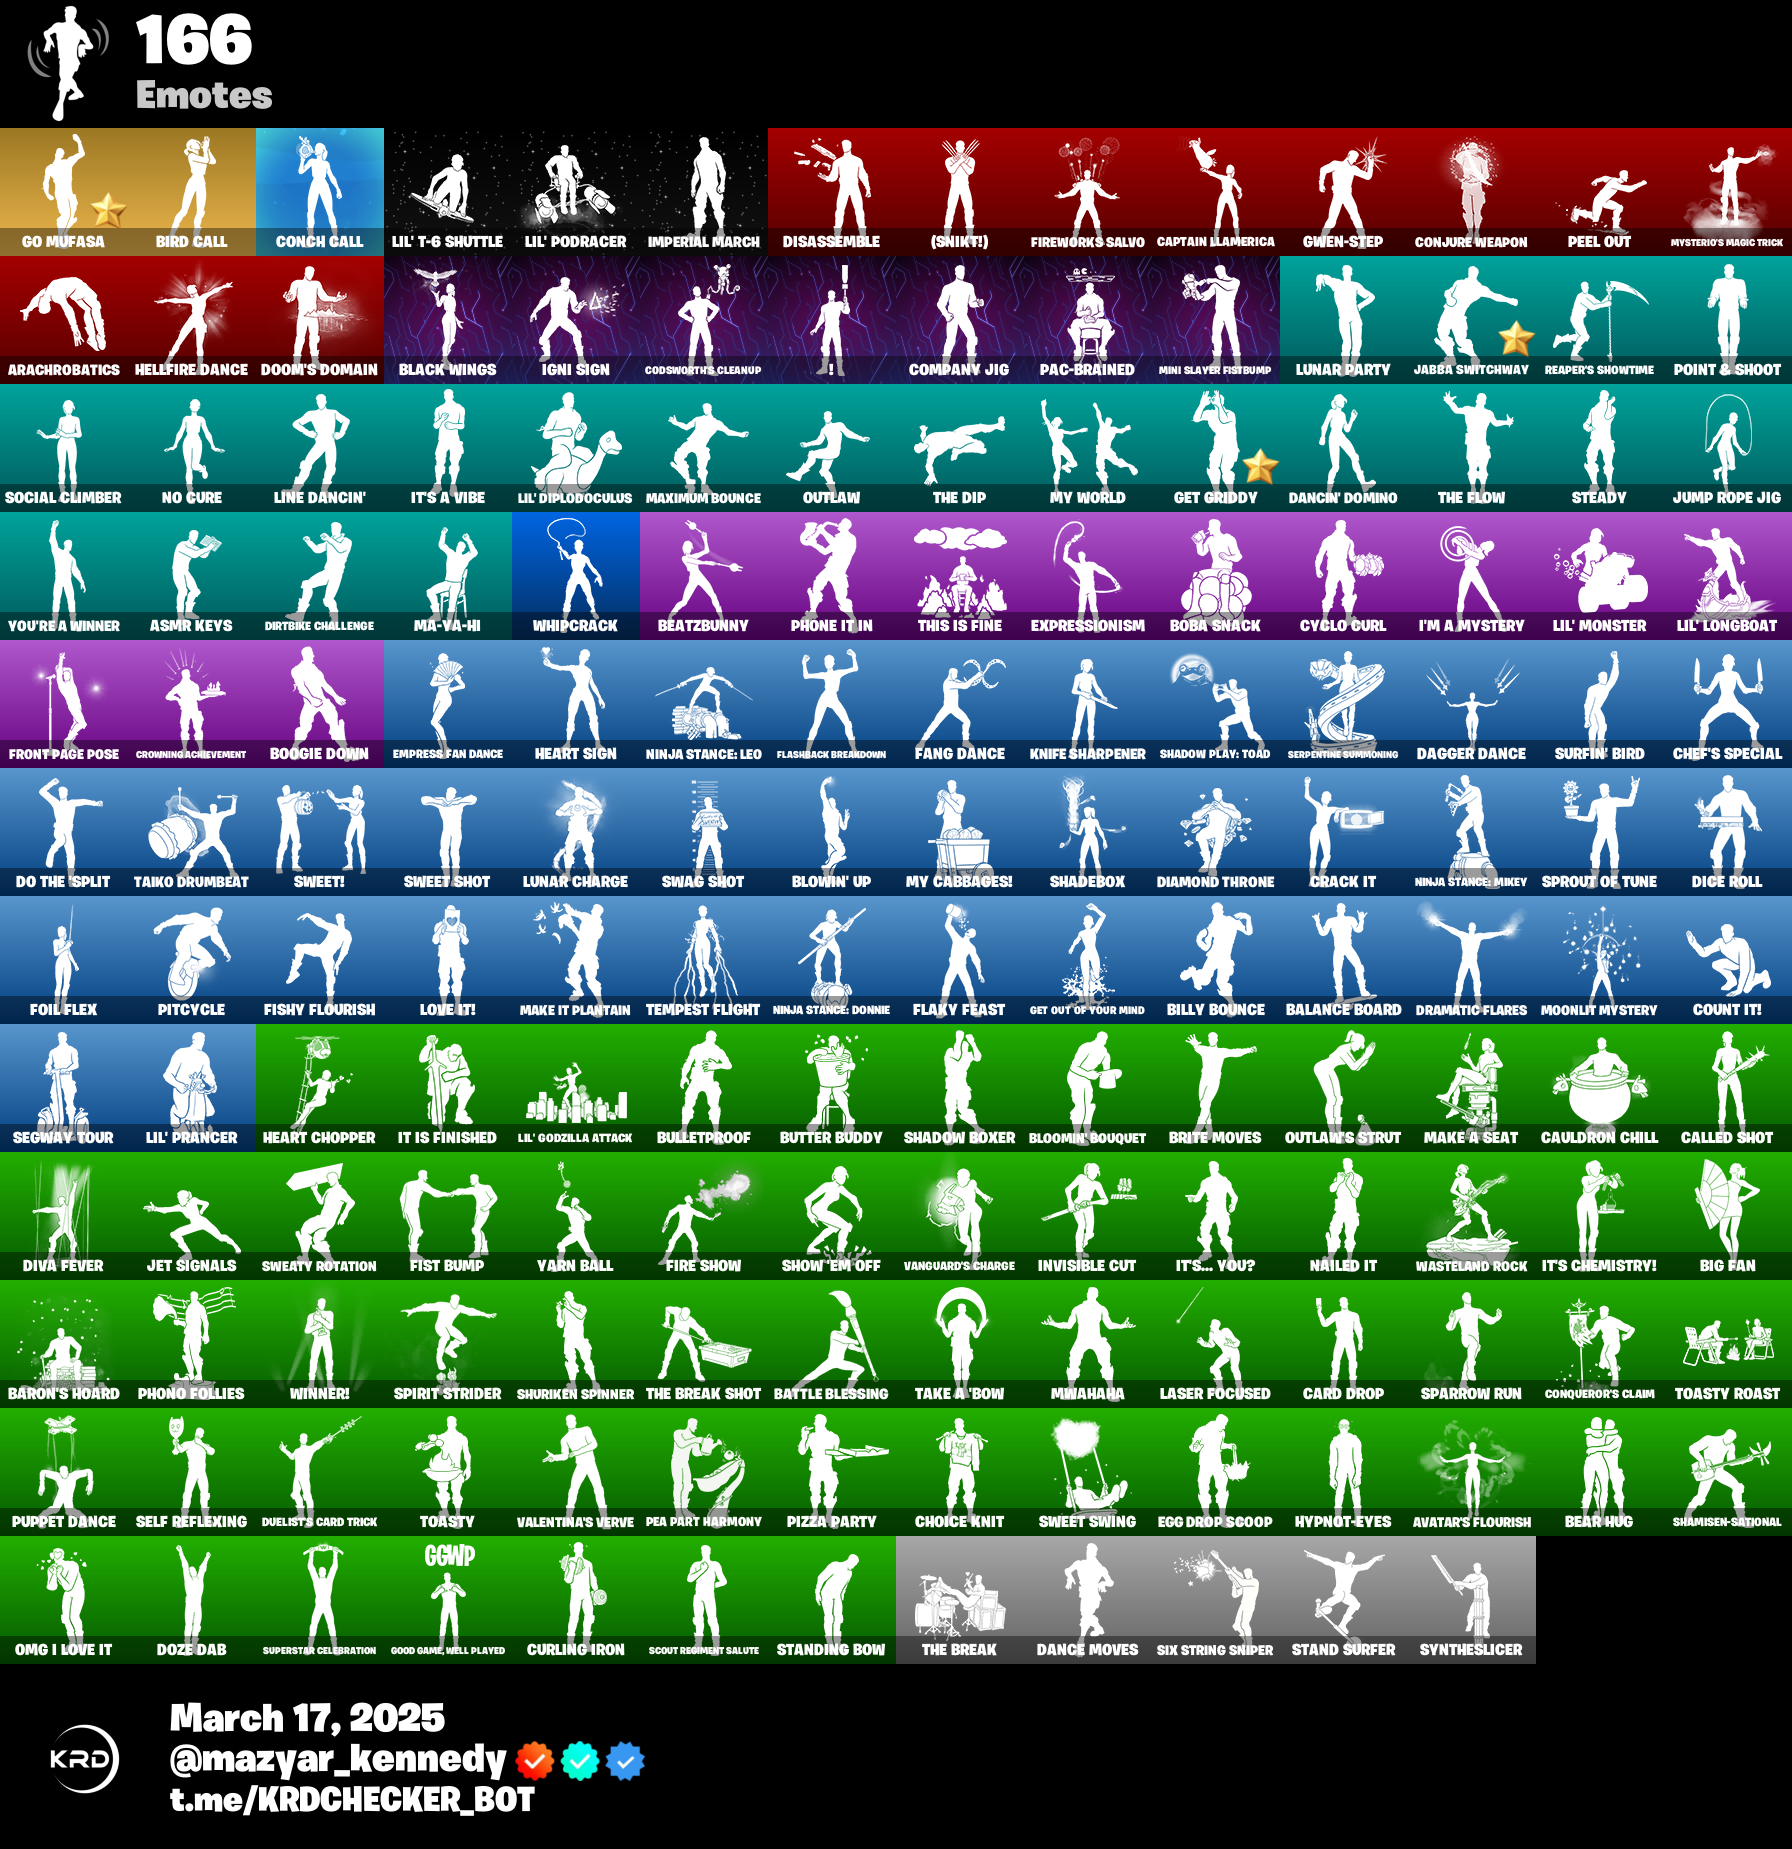 166
Emotes
GO MUFASA BIRD CALL CONCH CALL LIL' T-6 SHUTTLE LIL' PODRACER IMPERIAL MARCH DISASSEMBLE (SNIKT!) FIREWORKS SALVO CAPTAIN LLAMERICA GWEN-STEP CONJURE WEAPON PEEL OUT MYSTERIO'S MAGIC TRICK
ARACHROBATICS HELLFIRE DANCE DOOM'S DOMAIN BLACK WINGS IGNI SIGN CODSWORTH'S CLEANUP ! COMPANY JIG PAC-BRAINED MINI SLAYER FISTBUMP LUNAR PARTY JABBA SWITCHWAY REAPER'S SHOWTIME POINT & SHOOT
SOCIAL CLIMBER NO CURE LINE DANCIN' IT'S A VIBE LIL' DIPLODOCULUS MAXIMUM BOUNCE OUTLAW THE DIP MY WORLD GET GRIDDY DANCIN' DOMINO THE FLOW STEADY JUMP ROPE JIG
YOU'RE A WINNER ASMR KEYS DIRTBIKE CHALLENGE MA-YA-HI WHIPCRACK BEATZBUNNY PHONE IT IN THIS IS FINE EXPRESSIONISM BOBA SNACK CYCLO CURL I'M A MYSTERY LIL' MONSTER LIL' LONGBOAT
FRONT PAGE POSE CROWNING ACHIEVEMENT BOOGIE DOWN EMPRESS FAN DANCE HEART SIGN NINJA STANCE: LEO FLASHBACK BREAKDOWN FANG DANCE KNIFE SHARPENER SHADOW PLAY: TOAD SERPENTINE SUMMONING DAGGER DANCE SURFIN' BIRD CHEF'S SPECIAL
DO THE 'SPLIT TAIKO DRUMBEAT SWEET! SWEET SHOT LUNAR CHARGE SWAG SHOT BLOWIN' UP MY CABBAGES! SHADEBOX DIAMOND THRONE CRACK IT NINJA STANCE: MIKEY SPROUT OF TUNE DICE ROLL
FOIL FLEX PITCYCLE FISHY FLOURISH LOVE IT! MAKE IT PLANTAIN TEMPEST FLIGHT NINJA STANCE: DONNIE FLAKY FEAST GET OUT OF YOUR MIND BILLY BOUNCE BALANCE BOARD DRAMATIC FLARES MOONLIT MYSTERY COUNT IT!
SEGWAY TOUR LIL' PRANCER HEART CHOPPER IT IS FINISHED LIL' GODZILLA ATTACK BULLETPROOF BUTTER BUDDY SHADOW BOXER BLOOMIN' BOUQUET BRITE MOVES OUTLAW'S STRUT MAKE A SEAT CAULDRON CHILL CALLED SHOT
DIVA FEVER JET SIGNALS SWEATY ROTATION FIST BUMP YARN BALL FIRE SHOW SHOW 'EM OFF VANGUARD'S CHARGE INVISIBLE CUT IT'S... YOU? NAILED IT WASTELAND ROCK IT'S CHEMISTRY! BIG FAN
BARON'S HOARD PHONO FOLLIES WINNER! SPIRIT STRIDER SHURIKEN SPINNER THE BREAK SHOT BATTLE BLESSING TAKE A 'BOW MWAHAHA LASER FOCUSED CARD DROP SPARROW RUN CONQUEROR'S CLAIM TOASTY ROAST
PUPPET DANCE SELF REFLEXING DUELIST'S CARD TRICK TOASTY VALENTINA'S VERVE PEA PART HARMONY PIZZA PARTY CHOICE KNIT SWEET SWING EGG DROP SCOOP HYPNOT-EYES AVATAR'S FLOURISH BEAR HUG SHAMISEN-SATIONAL
GGWP
OMG I LOVE IT DOZE DAB SUPERSTAR CELEBRATION GOOD GAME, WELL PLAYED CURLING IRON SCOUT REGIMENT SALUTE STANDING BOW THE BREAK DANCE MOVES SIX STRING SNIPER STAND SURFER SYNTHESLICER
March 17, 2025
KRD
@mazyar_kennedy
t.me/KRDCHECKER_BOT